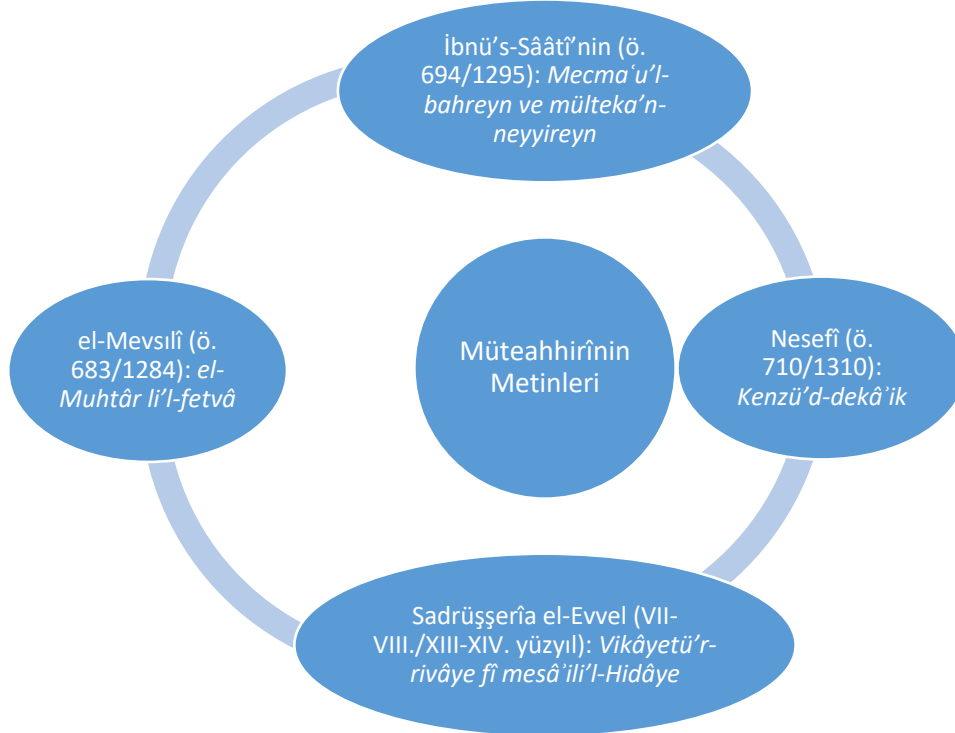 İbnü’s-Sââtî’nin (ö.
694/1295): Mecmaʿu’l-
bahreyn ve mülteka’n-
neyyireyn
el-Mevsılî (ö.
683/1284): el-
Muhtâr li’l-fetvâ
Müteahhirînin
Metinleri
Nesefî (ö.
710/1310):
Kenzü’d-dekâʾik
Sadrüşşerîa el-Evvel (VII-
VIII./XIII-XIV. yüzyıl): Vikâyetü’r-
rivâye fî mesâʾili’l-Hidâye